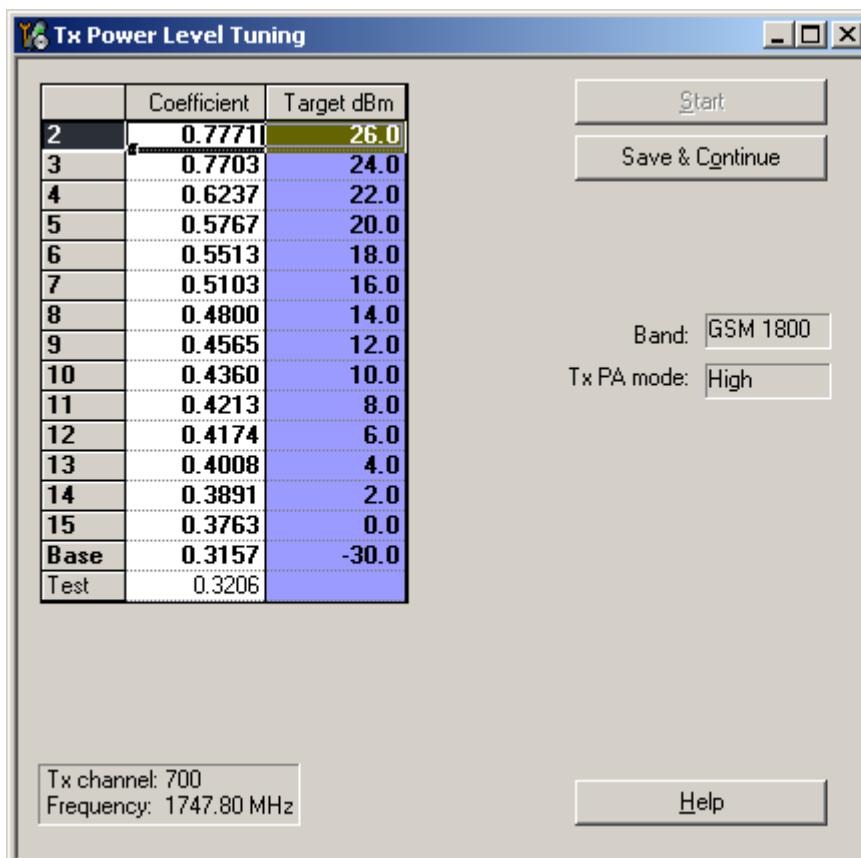 Tx Power Level Tuning
Coefficient Target dBm
2 0.7771 26.0
3 0.7703 24.0
4 0.6237 22.0
5 0.5767 20.0
6 0.5513 18.0
7 0.5103 16.0
8 0.4800 14.0
9 0.4565 12.0
10 0.4360 10.0
11 0.4213 8.0
12 0.4174 6.0
13 0.4008 4.0
14 0.3891 2.0
15 0.3763 0.0
Base 0.3157 -30.0
Test 0.3206
Start
Save & Continue
Band: GSM 1800
Tx PA mode: High
Tx channel: 700
Frequency: 1747.80 MHz
Help